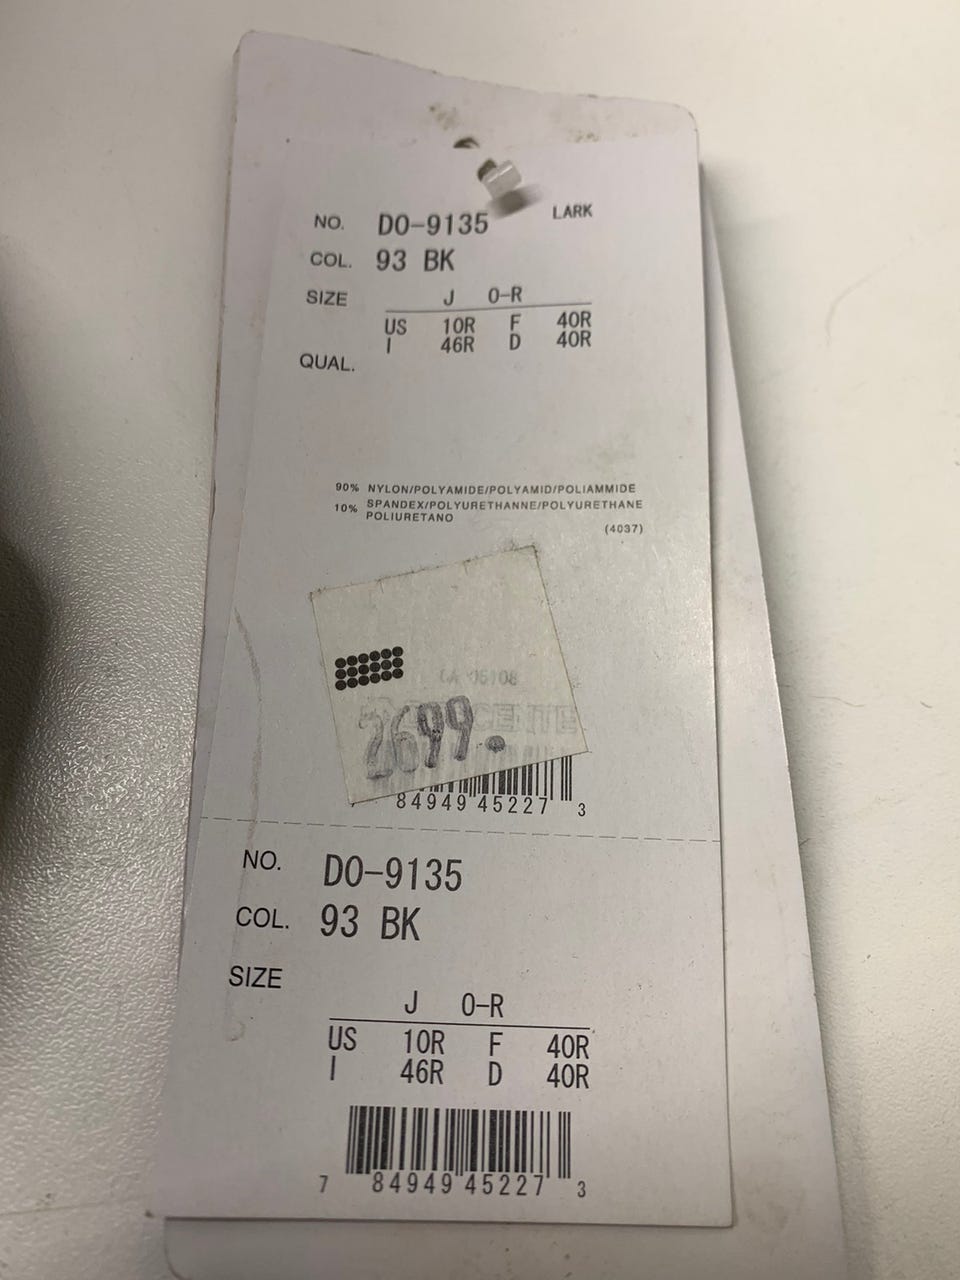 NO. DO-9135 LARK
COL. 93 BK
SIZE J O-R
US 10R F 40R
I 46R D 40R
QUAL.
90% NYLON/POLYAMIDE/POLYAMID/POLIAMMIDE
10% SPANDEX/POLYURETHANNE/POLYURETHANE
POLIURETANO
(4037)
2699.
84949 45227 3
NO. DO-9135
COL. 93 BK
SIZE
J O-R
US 10R F 40R
I 46R D 40R
7 84949 45227 3